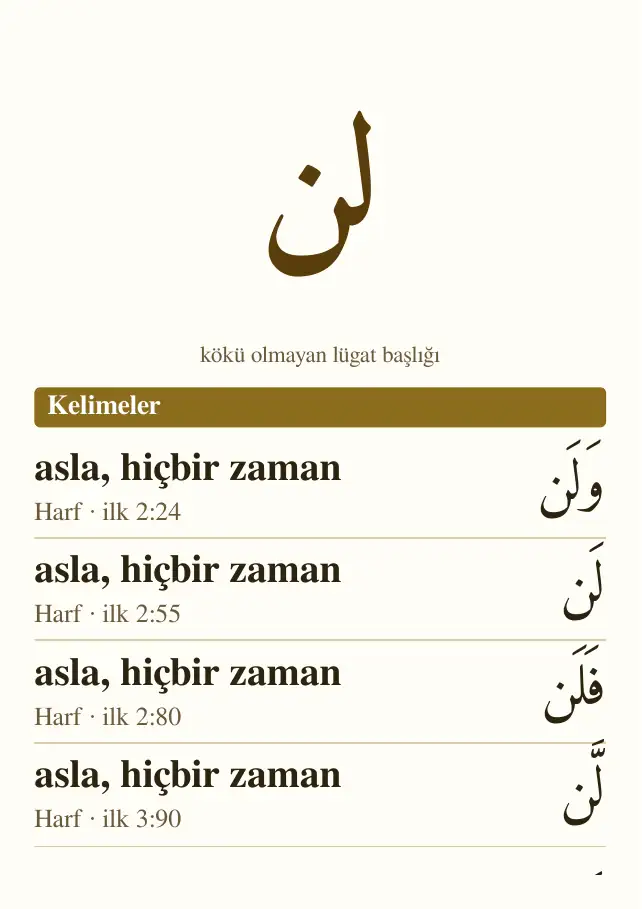 لن
kökü olmayan lügat başlığı
Kelimeler
asla, hiçbir zaman وَلَن
Harf · ilk 2:24
asla, hiçbir zaman لَن
Harf · ilk 2:55
asla, hiçbir zaman فَلَن
Harf · ilk 2:80
asla, hiçbir zaman لَّن
Harf · ilk 3:90